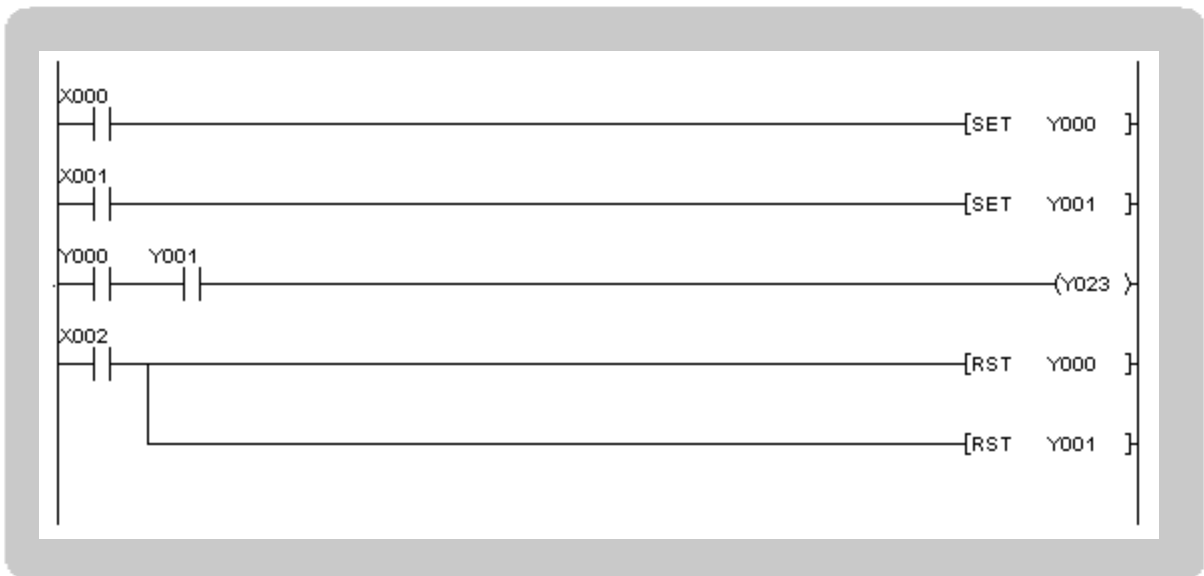 X000
[SET Y000 ]
X001
[SET Y001 ]
Y000 Y001
(Y023 )
X002
[RST Y000 ]
[RST Y001 ]